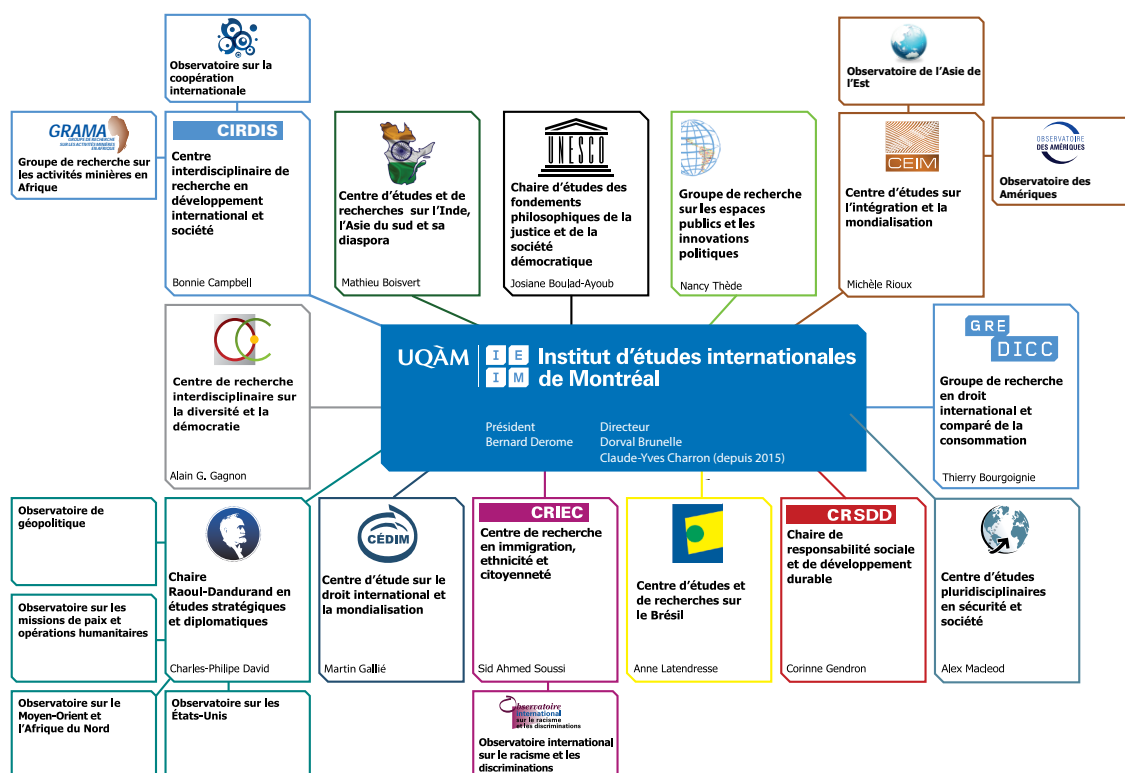 Observatoire sur la
coopération
internationale
Observatoire de l'Asie de
l'Est
GRAMA
GROUPE DE RECHERCHE
SUR LES ACTIVITÉS MINIÈRES
EN AFRIQUE
Groupe de recherche sur
les activités minières en
Afrique
CIRDIS
Centre
interdisciplinaire
de recherche en
développement
international et
société
Bonnie Campbell
Centre d'études et de
recherches sur l'Inde,
l'Asie du sud et sa
diaspora
Mathieu Boisvert
UNESCO
Chaire d'études des
fondements
philosophiques de la
justice et de la
société
démocratique
Josiane Boulad-Ayoub
Groupe de recherche
sur les espaces
publics et les
innovations
politiques
Nancy Thède
CEIM
Centre d'études sur
l'intégration et la
mondialisation
Michèle Rioux
OBSERVATOIRE
DES AMÉRIQUES
Observatoire des
Amériques
Centre de recherche
interdisciplinaire sur
la diversité et la
démocratie
Alain G. Gagnon
UQÀM
IEIM
Institut d'études internationales
de Montréal
Président
Bernard Derome
Directeur
Dorval Brunelle
Claude-Yves Charron (depuis 2015)
GRE
DICC
Groupe de recherche
en droit
international et
comparé de la
consommation
Thierry Bourgoignie
Observatoire de
géopolitique
Observatoire sur les
missions de paix et
opérations humanitaires
Observatoire sur le
Moyen-Orient et
l'Afrique du Nord
Chaire
Raoul-Dandurand en
études stratégiques
et diplomatiques
Charles-Philipe David
Observatoire sur les
États-Unis
CÉDIM
Centre d'étude sur le
droit international et
la mondialisation
Martin Gallié
CRIEC
Centre de recherche
en immigration,
ethnicité et
citoyenneté
Sid Ahmed Soussi
Observatoire
international
sur le racisme
et les discriminations
Observatoire international
sur le racisme et les
discriminations
Centre d'études et
de recherches sur
le Brésil
Anne Latendresse
CRSDD
Chaire de
responsabilité sociale
et de développement
durable
Corinne Gendron
Centre d'études
pluridisciplinaires
en sécurité et
société
Alex Macleod